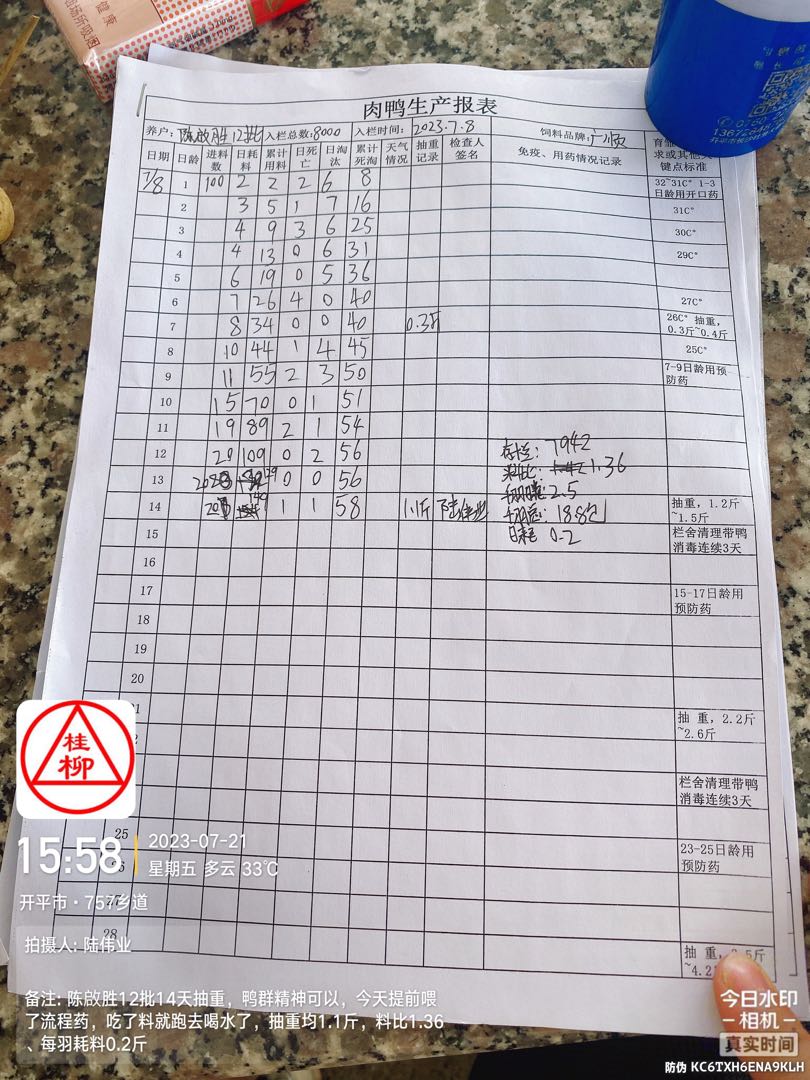 健康
场所吸烟
0760
肉鸭生产报表
养户: 陈啟胜12批 入栏总数:8000 入栏时间: 2023.7.8 饲料品牌:广顺
日期 日龄 进料数 日耗料 累计用料 日死亡 日淘汰 累计死淘 天气情况 抽重记录 检查人签名 免疫、用药情况记录
7/8 1 100 2 2 2 6 8 32~31C° 1-3日龄用开口药
2 3 5 1 7 16 31C°
3 4 9 3 6 25 30C°
4 4 13 0 6 31 29C°
5 6 19 0 5 36
6 7 26 4 0 40 27C°
7 8 34 0 0 40 0.3斤 26C° 抽重, 0.3斤~0.4斤
8 10 44 1 4 45 25C°
9 11 55 2 3 50 7-9日龄用预防药
10 15 70 0 1 51
11 19 89 2 1 54
12 20 109 0 2 56
13 20 129 0 0 56
14 20 149 1 1 58 1.1斤 陆伟业 抽重, 1.2斤~1.5斤
存栏: 7942
料比: 1.36
2.5
188包
日耗 0.2
15 栏舍清理带鸭消毒连续3天
16
17 15-17日龄用预防药
18
19
20
抽 重, 2.2斤~2.6斤
栏舍清理带鸭消毒连续3天
25 23-25日龄用预防药
28
抽 重,
桂柳
15:58 2023-07-21
星期五 多云 33℃
开平市·757乡道
拍摄人: 陆伟业
备注: 陈啟胜12批14天抽重，鸭群精神可以，今天提前喂
了流程药，吃了料就跑去喝水了，抽重均1.1斤，料比1.36
、每羽耗料0.2斤
今日水印
相机
真实时间
防伪 KC6TXH6ENA9KLH